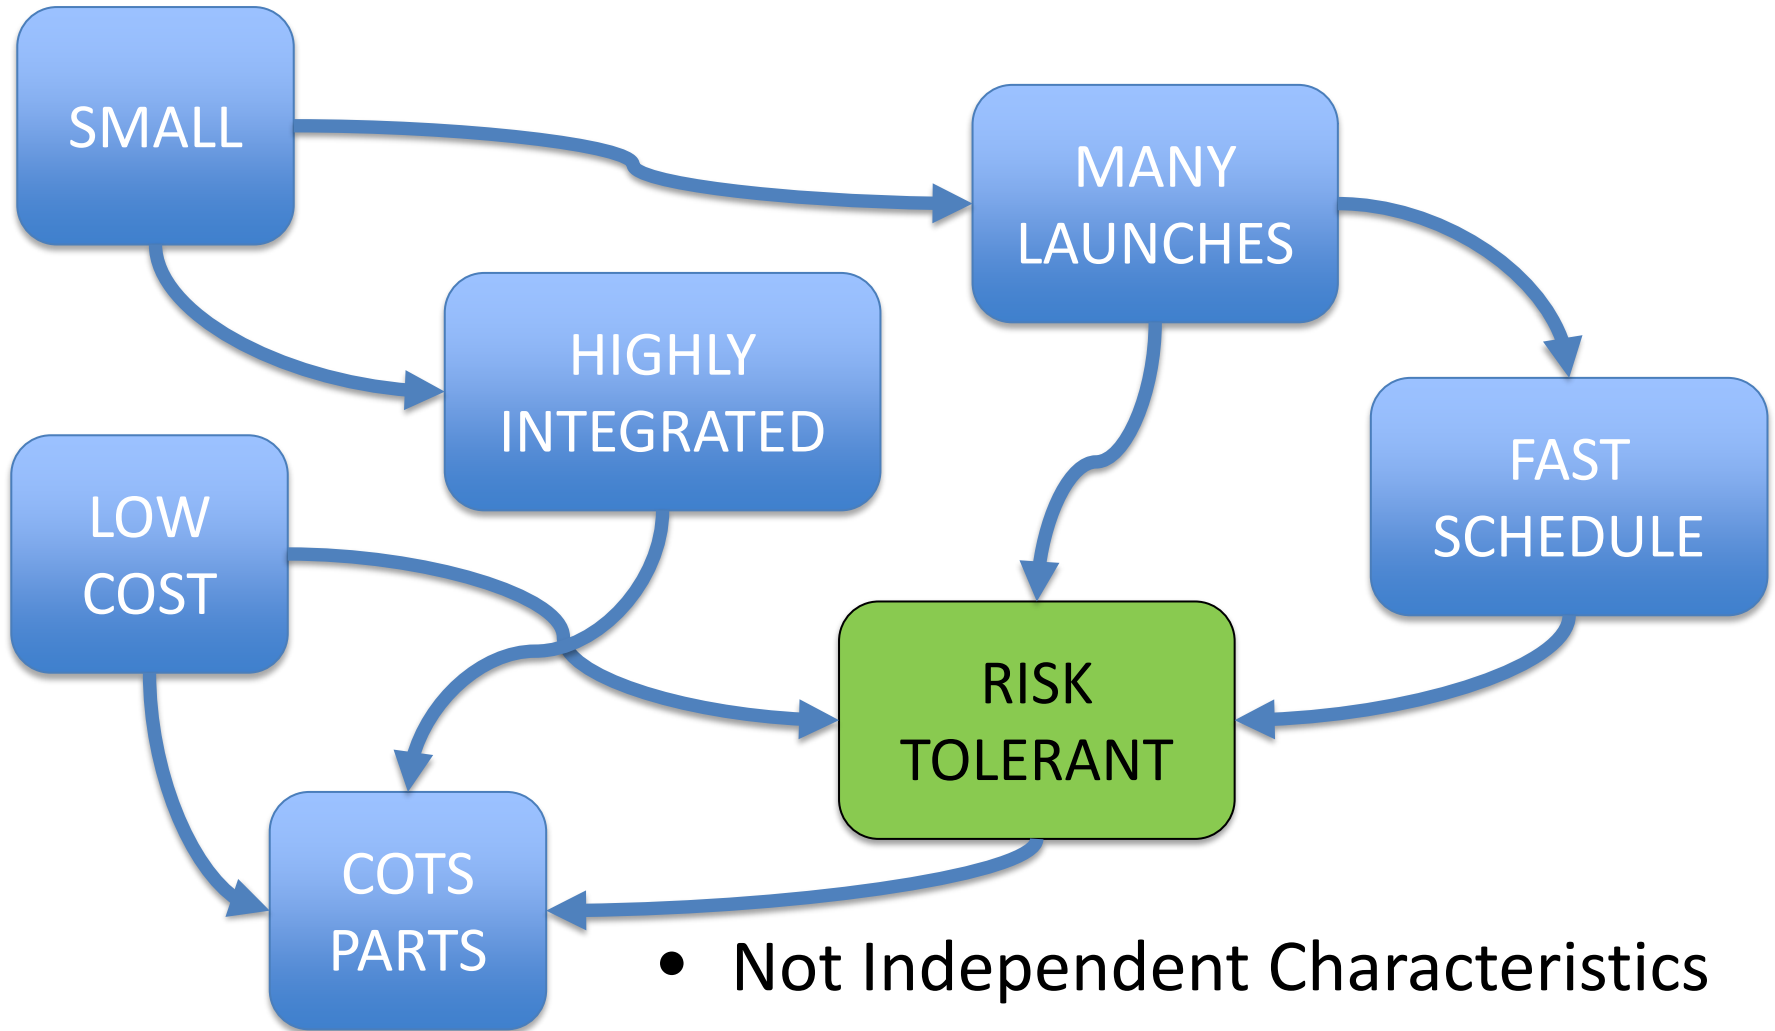 SMALL
MANY
LAUNCHES
HIGHLY
INTEGRATED
FAST
SCHEDULE
LOW
COST
RISK
TOLERANT
COTS
PARTS
• Not Independent Characteristics